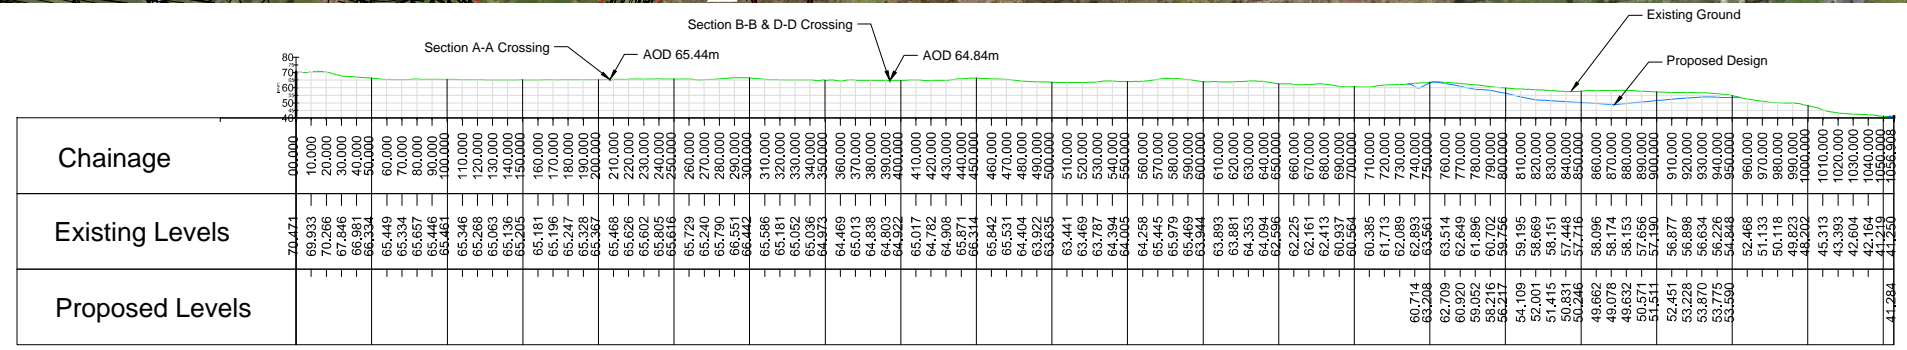 Existing Ground
Section B-B & D-D Crossing
Section A-A Crossing
AOD 65.44m
AOD 64.84m
Proposed Design
80
70
60
50
40
Chainage
00.000 10.000 20.000 30.000 40.000 50.000 60.000 70.000 80.000 90.000 100.000 110.000 120.000 130.000 140.000 150.000 160.000 170.000 180.000 190.000 200.000 210.000 220.000 230.000 240.000 250.000 260.000 270.000 280.000 290.000 300.000 310.000 320.000 330.000 340.000 350.000 360.000 370.000 380.000 390.000 400.000 410.000 420.000 430.000 440.000 450.000 460.000 470.000 480.000 490.000 500.000 510.000 520.000 530.000 540.000 550.000 560.000 570.000 580.000 590.000 600.000 610.000 620.000 630.000 640.000 650.000 660.000 670.000 680.000 690.000 700.000 710.000 720.000 730.000 740.000 750.000 760.000 770.000 780.000 790.000 800.000 810.000 820.000 830.000 840.000 850.000 860.000 870.000 880.000 890.000 900.000 910.000 920.000 930.000 940.000 950.000 960.000 970.000 980.000 990.000 1000.000 1010.000 1020.000 1030.000 1040.000 1050.000 1056.908
Existing Levels
70.471 69.933 70.266 67.846 66.981 66.334 65.449 65.334 65.657 65.446 65.461 65.346 65.268 65.063 65.136 65.205 65.181 65.196 65.247 65.328 65.367 65.468 65.626 65.602 65.805 65.616 65.729 65.240 65.790 66.551 66.442 65.586 65.181 65.052 65.036 64.973 64.469 65.013 64.838 64.803 64.922 65.017 64.782 64.908 65.871 66.314 65.842 65.531 64.404 63.922 63.635 63.441 63.469 63.787 64.394 64.005 64.258 65.445 65.979 65.469 63.944 63.893 63.881 64.353 64.094 62.596 62.225 62.161 62.413 60.937 60.564 60.385 61.713 62.089 62.893 63.561 63.514 62.649 61.896 60.702 59.756 59.195 58.669 58.151 57.448 57.716 58.096 58.174 58.153 57.656 57.190 56.877 56.898 56.634 56.226 54.848 52.468 51.133 50.118 49.823 48.202 45.313 43.393 42.604 42.164 41.219 41.250
Proposed Levels
60.714 63.208 62.709 60.920 59.052 58.216 56.217 54.109 52.001 51.415 50.831 50.246 49.662 49.078 49.632 50.571 51.511 52.451 53.228 53.870 53.775 53.590 41.284